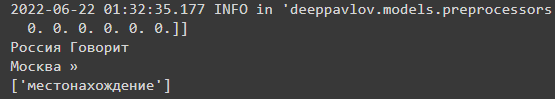 2022-06-22 01:32:35.177 INFO in 'deeppavlov.models.preprocessors
0. 0. 0. 0. 0. 0.]]
Россия Говорит
Москва »
['местонахождение']